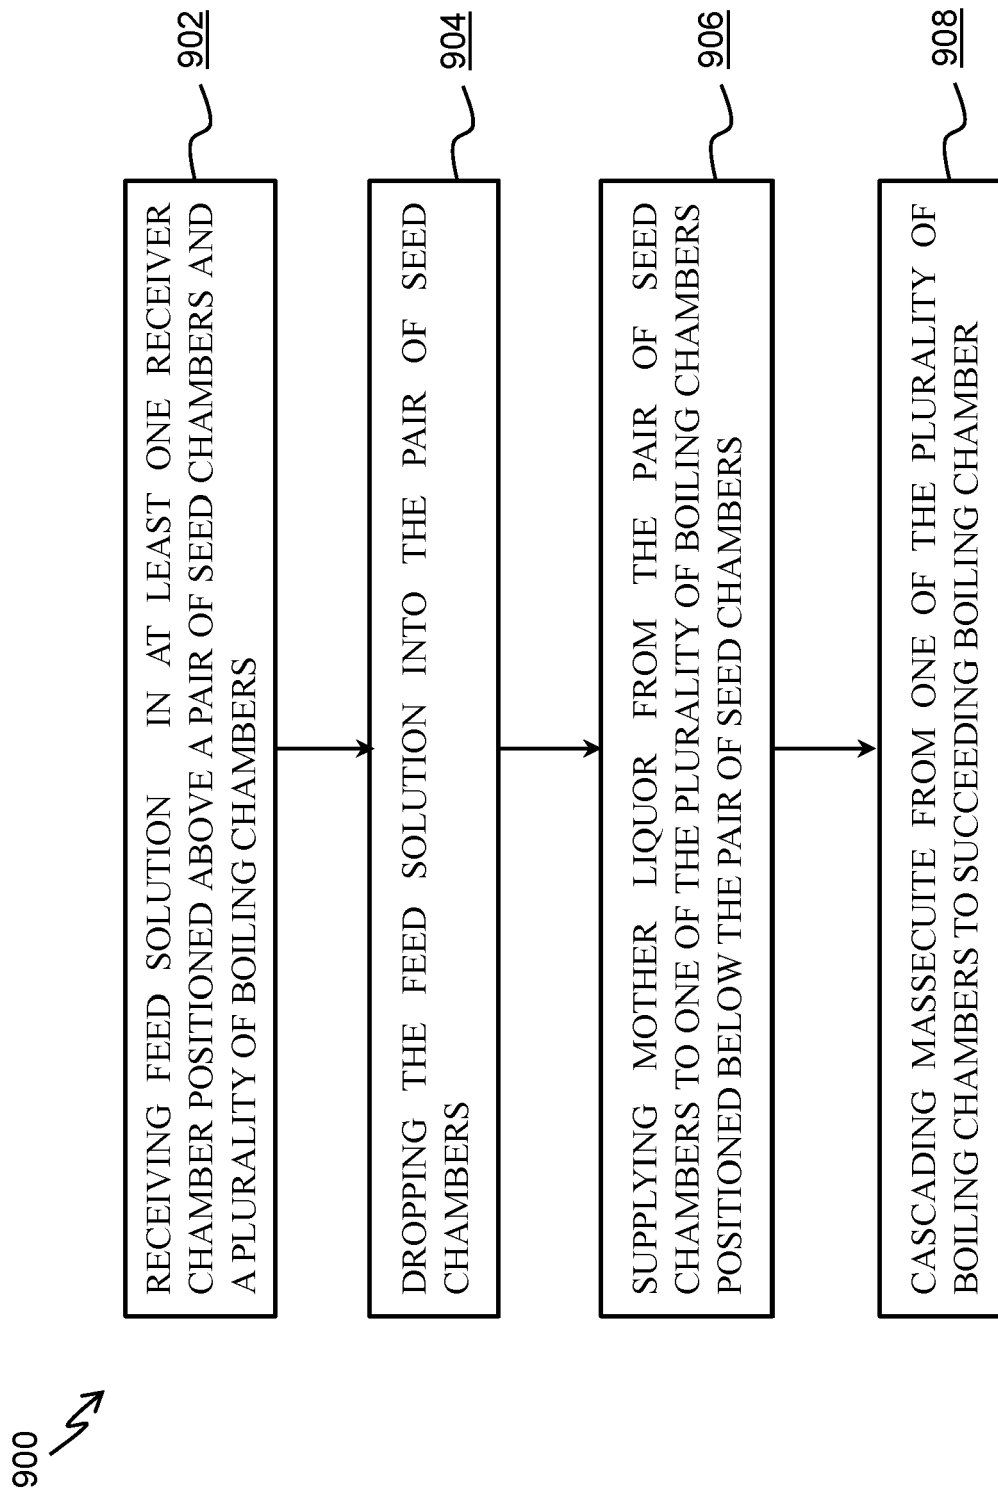 900
RECEIVING FEED SOLUTION IN AT LEAST ONE RECEIVER
CHAMBER POSITIONED ABOVE A PAIR OF SEED CHAMBERS AND
A PLURALITY OF BOILING CHAMBERS
902
DROPPING THE FEED SOLUTION INTO THE PAIR OF SEED
CHAMBERS
904
SUPPLYING MOTHER LIQUOR FROM THE PAIR OF SEED
CHAMBERS TO ONE OF THE PLURALITY OF BOILING CHAMBERS
POSITIONED BELOW THE PAIR OF SEED CHAMBERS
906
CASCADING MASSECUITE FROM ONE OF THE PLURALITY OF
BOILING CHAMBERS TO SUCCEEDING BOILING CHAMBER
908